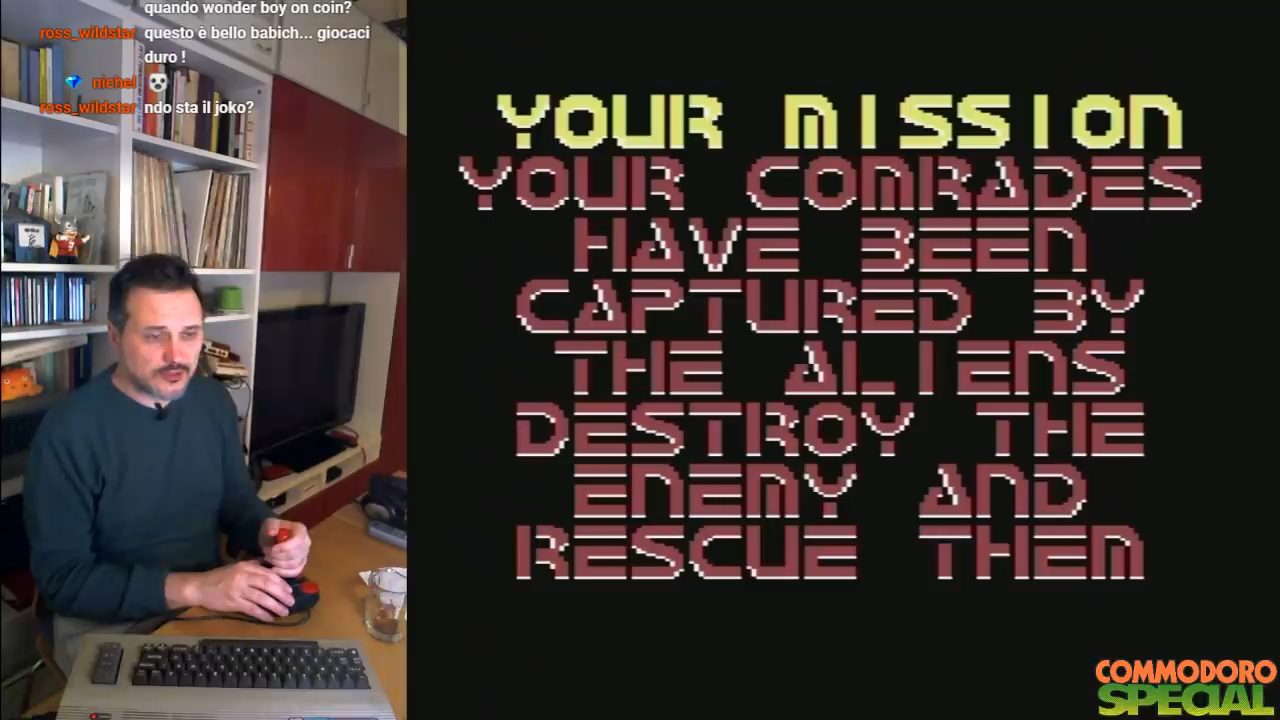 quando wonder boy on coin?
ross_wildstar questo è bello babich... giocaci
duro !
nichel
ross_wildstar ndo sta il joko?
YOUR MISSION
YOUR COMRADES
HAVE BEEN
CAPTURED BY
THE ALIENS
DESTROY THE
ENEMY AND
RESCUE THEM
COMMODORO
SPECIAL